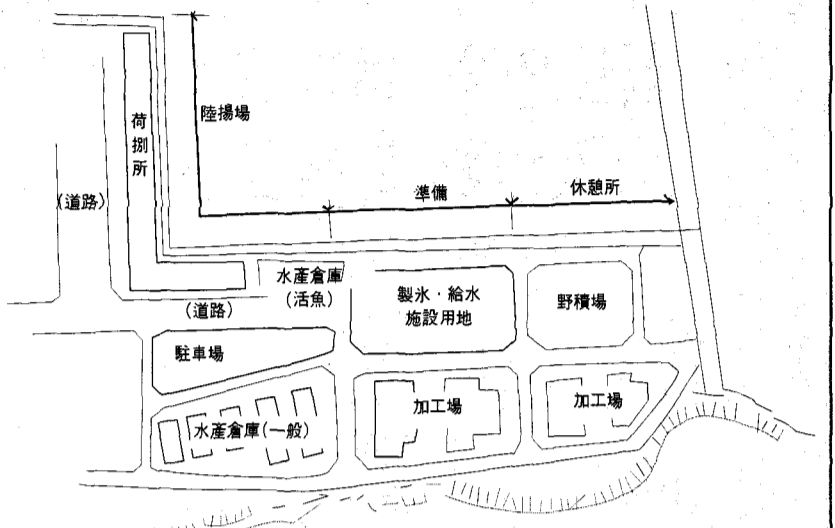 陸揚場
荷捌所
(道路)
準備
休憩所
水産倉庫
(活魚)
製氷・給水
施設用地
野積場
(道路)
駐車場
水産倉庫(一般)
加工場
加工場